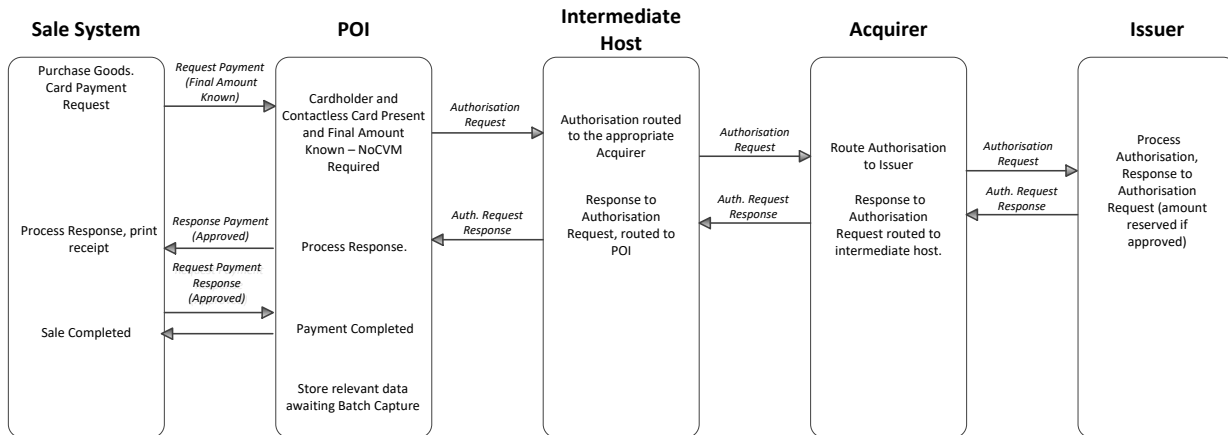 Sale System
POI
Intermediate
Host
Acquirer
Issuer
Purchase Goods.
Card Payment
Request
Request Payment
(Final Amount
Known)
Cardholder and
Contactless Card Present
and Final Amount
Known – NoCVM
Required
Authorisation
Request
Authorisation routed
to the appropriate
Acquirer
Authorisation
Request
Route Authorisation
to Issuer
Authorisation
Request
Process
Authorisation,
Response to
Authorisation
Request (amount
reserved if
approved)
Auth. Request
Response
Response to
Authorisation
Request routed to
intermediate host.
Auth. Request
Response
Response to
Authorisation
Request, routed to
POI
Auth. Request
Response
Process Response.
Response Payment
(Approved)
Process Response, print
receipt
Request Payment
Response
(Approved)
Payment Completed
Sale Completed
Store relevant data
awaiting Batch Capture